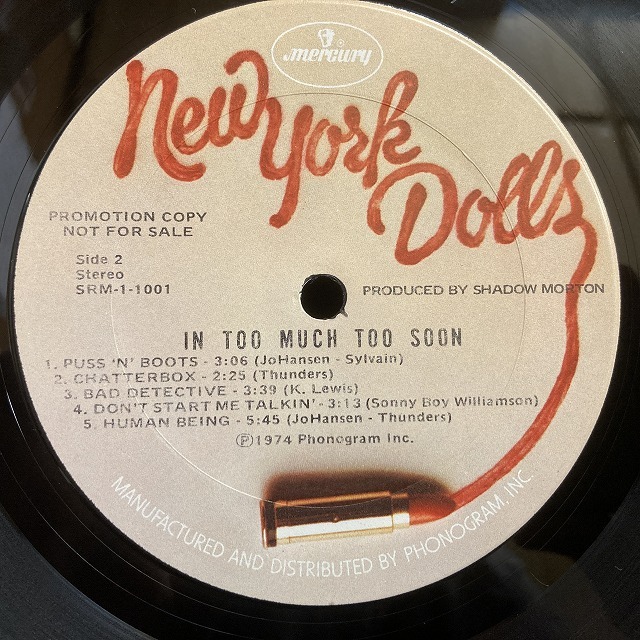 mercury
New York Dolls
PROMOTION COPY
NOT FOR SALE
Side 2
Stereo
SRM-1-1001
PRODUCED BY SHADOW MORTON
IN TOO MUCH TOO SOON
1. PUSS 'N' BOOTS - 3:06 (JoHansen - Sylvain)
2. CHATTERBOX - 2:25 (Thunders)
3. BAD DETECTIVE - 3:39 (K. Lewis)
4. DON'T START ME TALKIN' - 3:13 (Sonny Boy Williamson)
5. HUMAN BEING - 5:45 (JoHansen - Thunders)
Ⓟ1974 Phonogram Inc.
MANUFACTURED AND DISTRIBUTED BY PHONOGRAM, INC.